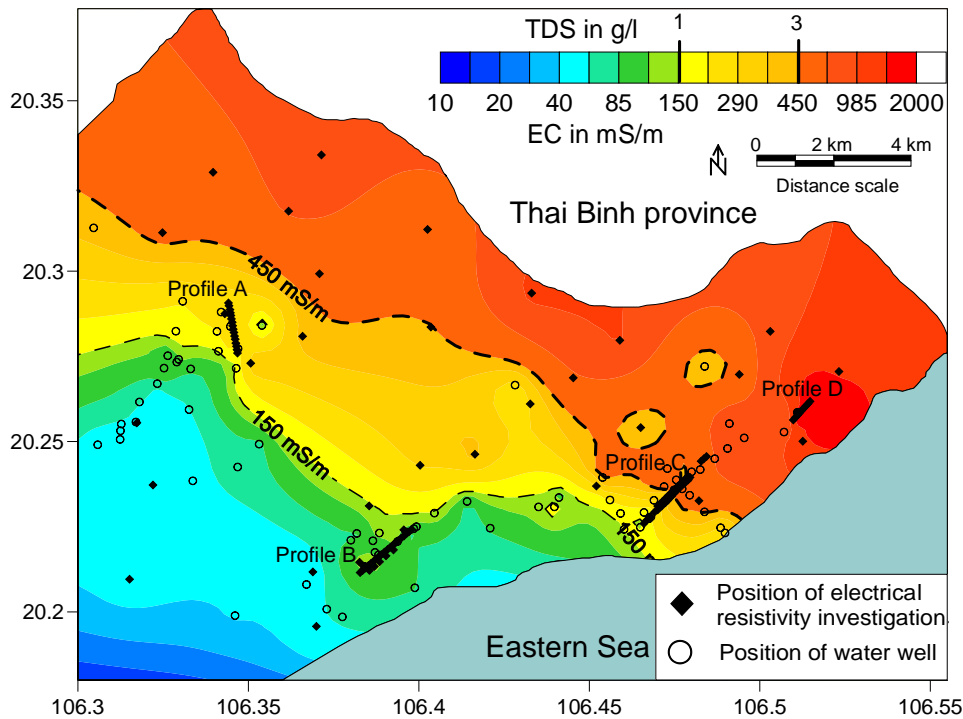 TDS in g/l
1
3
10 20 40 85 150 290 450 985 2000
EC in mS/m
N
0 2 km 4 km
Distance scale
Thai Binh province
20.35
20.3
20.25
20.2
450 mS/m
Profile A
150 mS/m
Profile D
Profile C
Profile B
Eastern Sea
Position of electrical
resistivity investigation
Position of water well
106.3 106.35 106.4 106.45 106.5 106.55